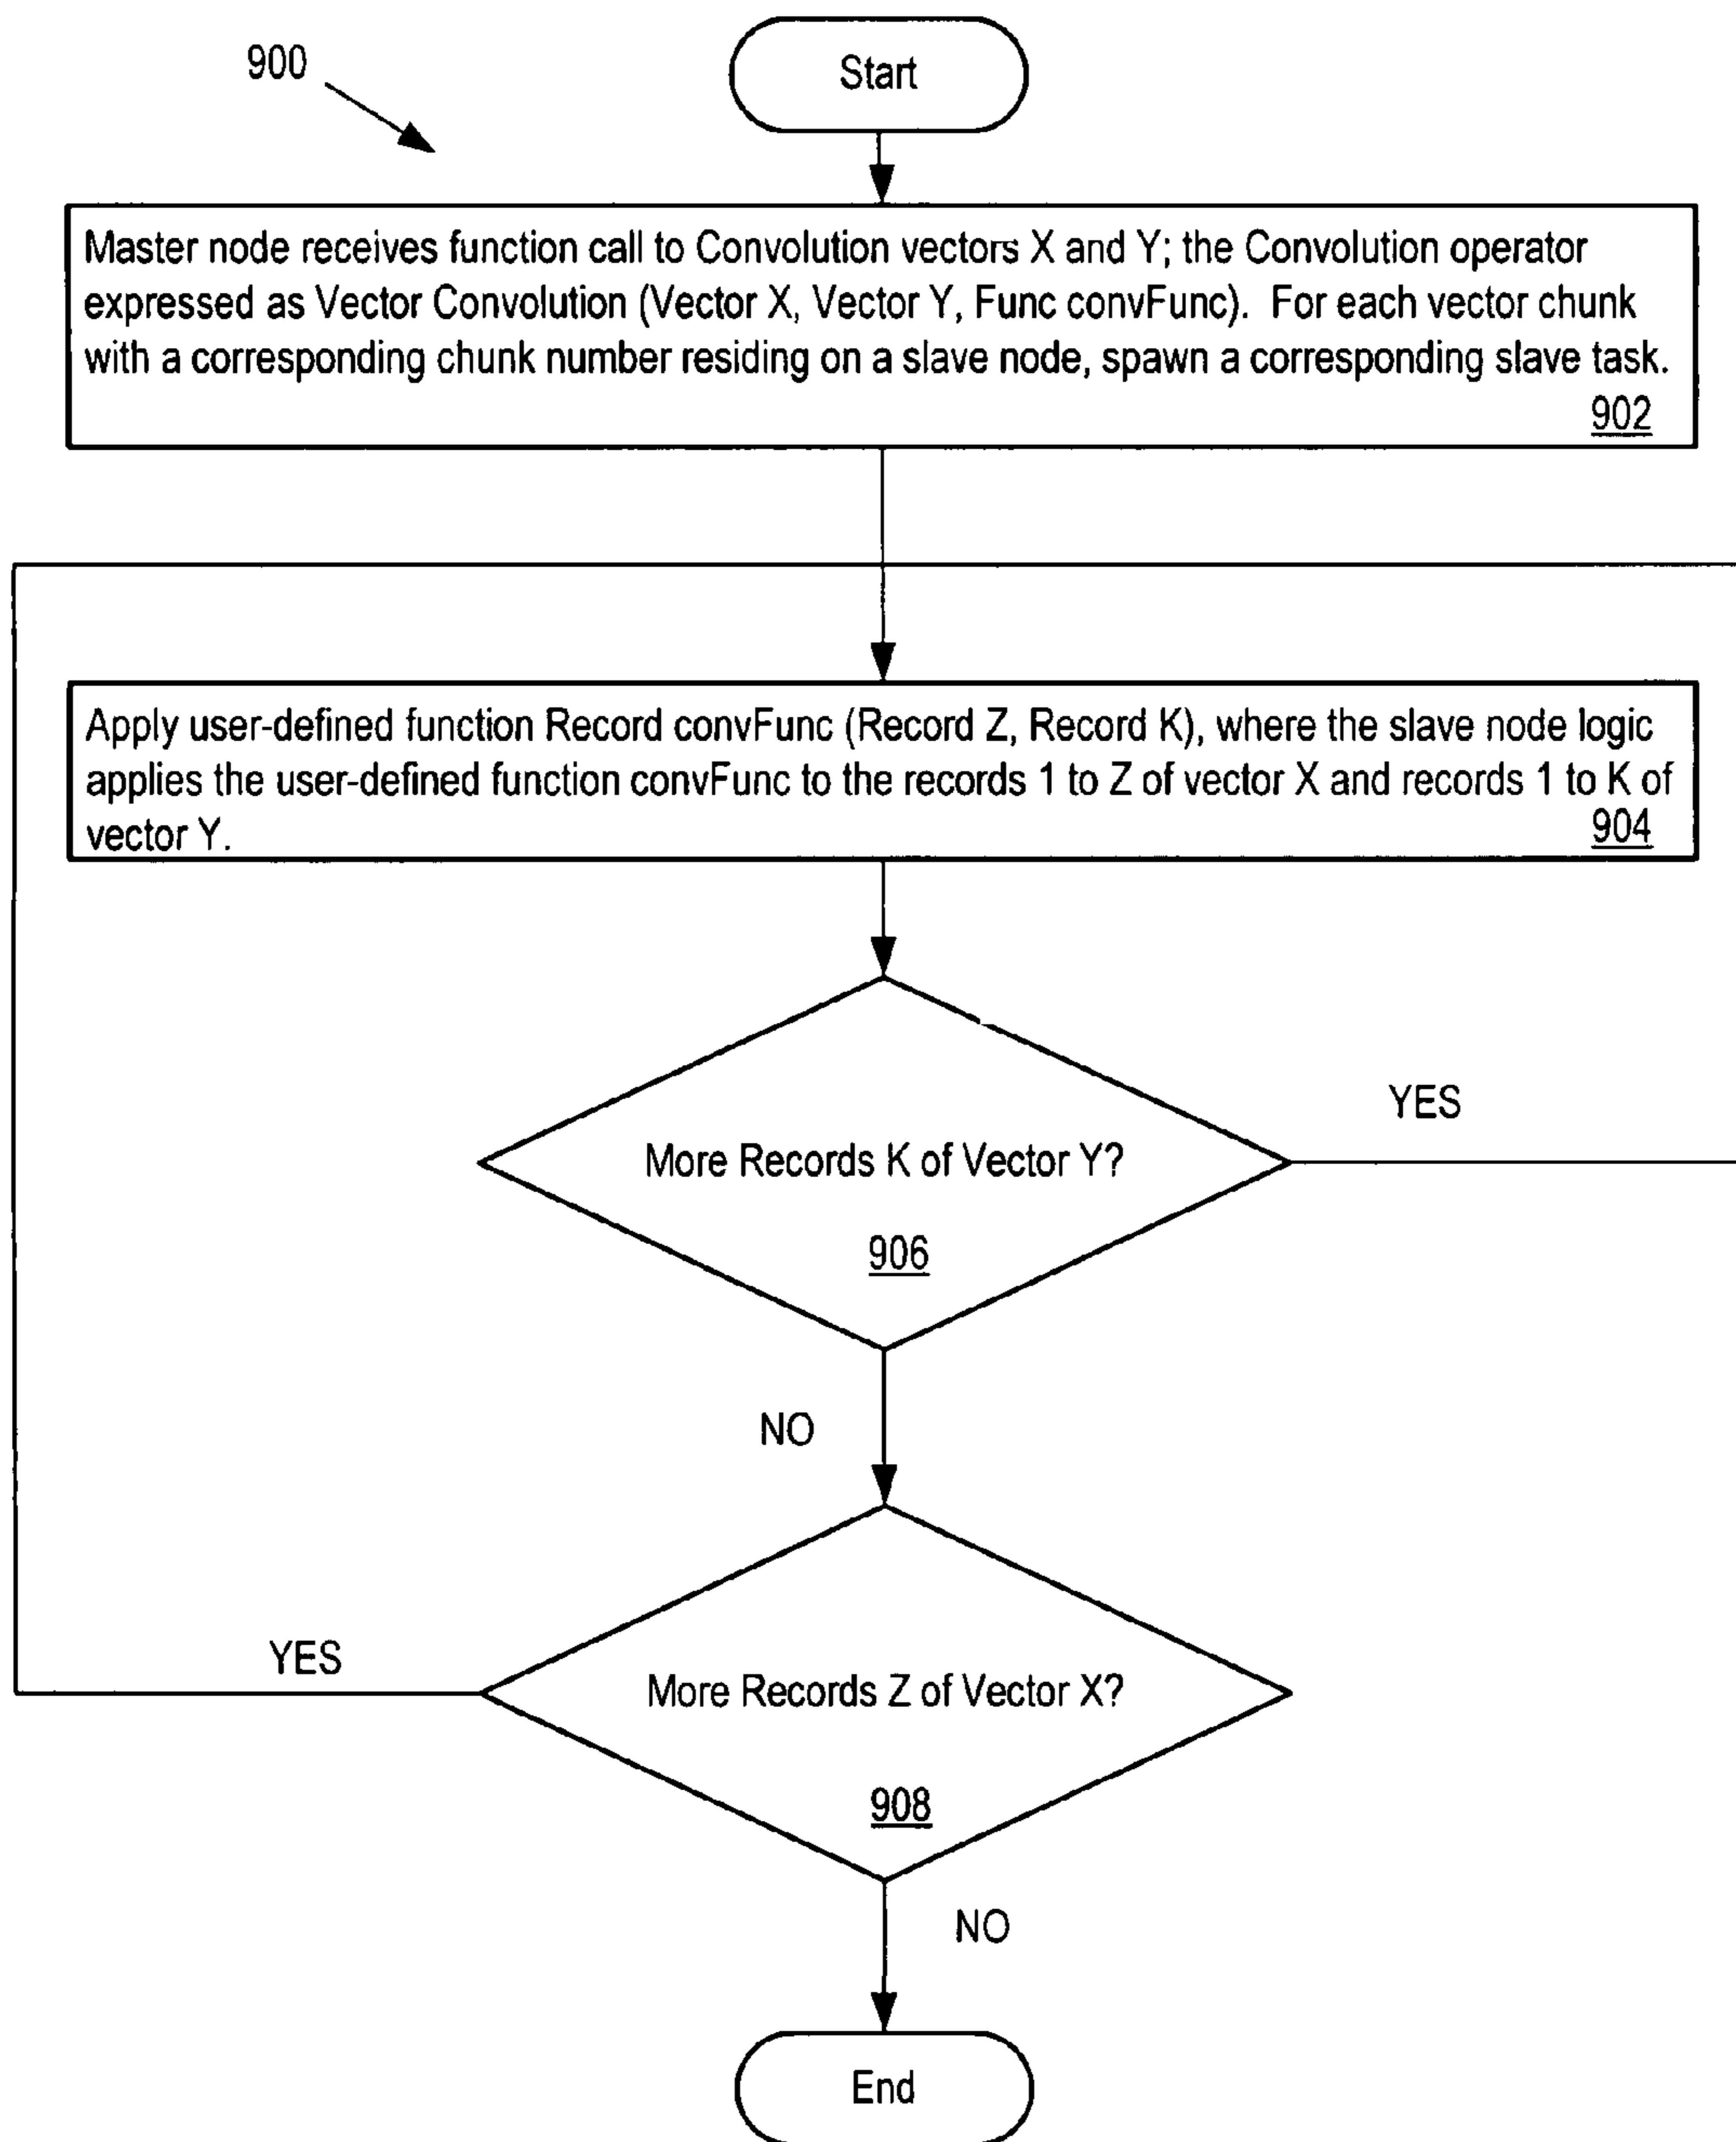 900
Start
Master node receives function call to Convolution vectors X and Y; the Convolution operator
expressed as Vector Convolution (Vector X, Vector Y, Func convFunc). For each vector chunk
with a corresponding chunk number residing on a slave node, spawn a corresponding slave task.
902
Apply user-defined function Record convFunc (Record Z, Record K), where the slave node logic
applies the user-defined function convFunc to the records 1 to Z of vector X and records 1 to K of
vector Y.
904
YES
More Records K of Vector Y?
906
NO
YES
More Records Z of Vector X?
908
NO
End